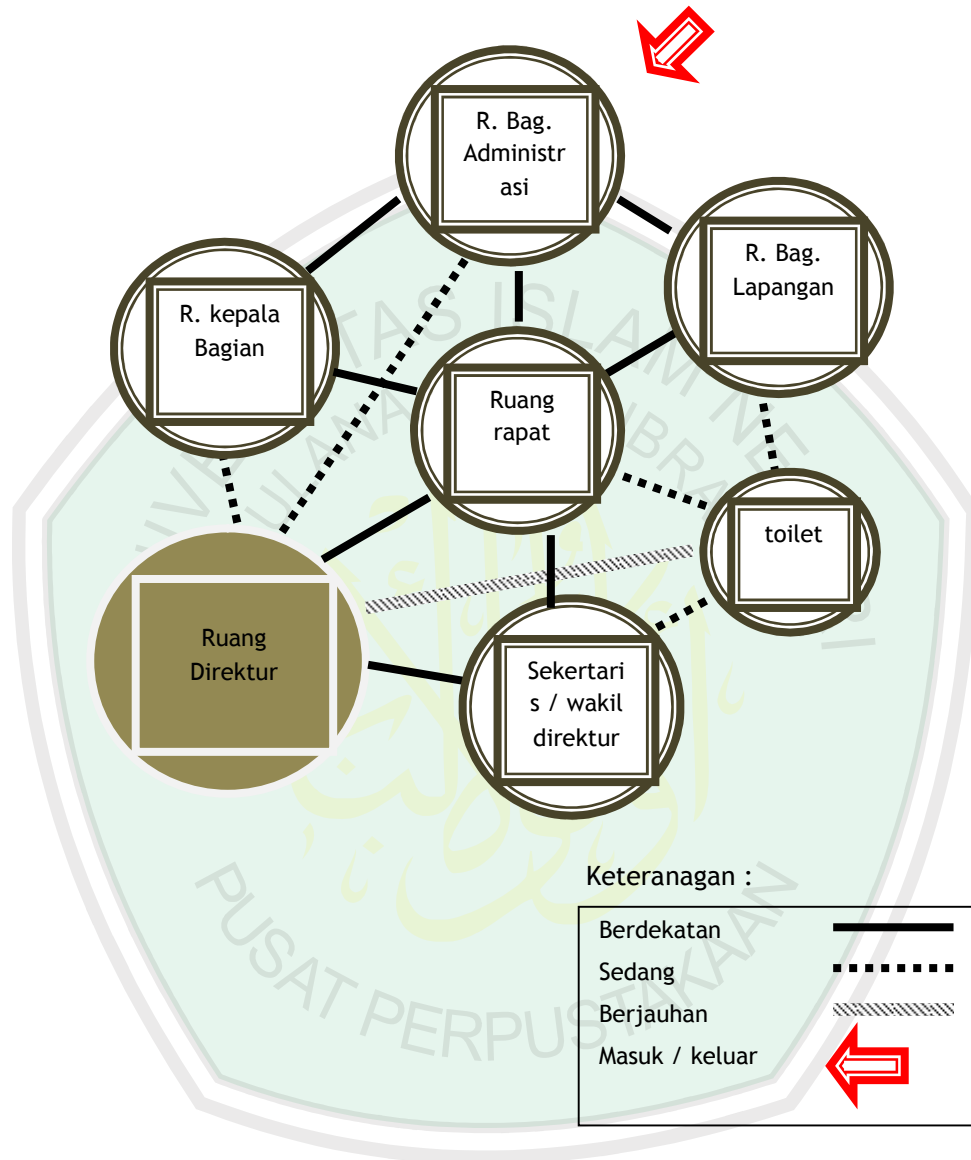 R. Bag.
Administr
asi
R. Bag.
Lapangan
R. kepala
Bagian
Ruang
rapat
toilet
Ruang
Direktur
Sekertari
s / wakil
direktur
Keteranagan :
Berdekatan
Sedang
Berjauhan
Masuk / keluar
PUSAT PERPUSTAKAAN